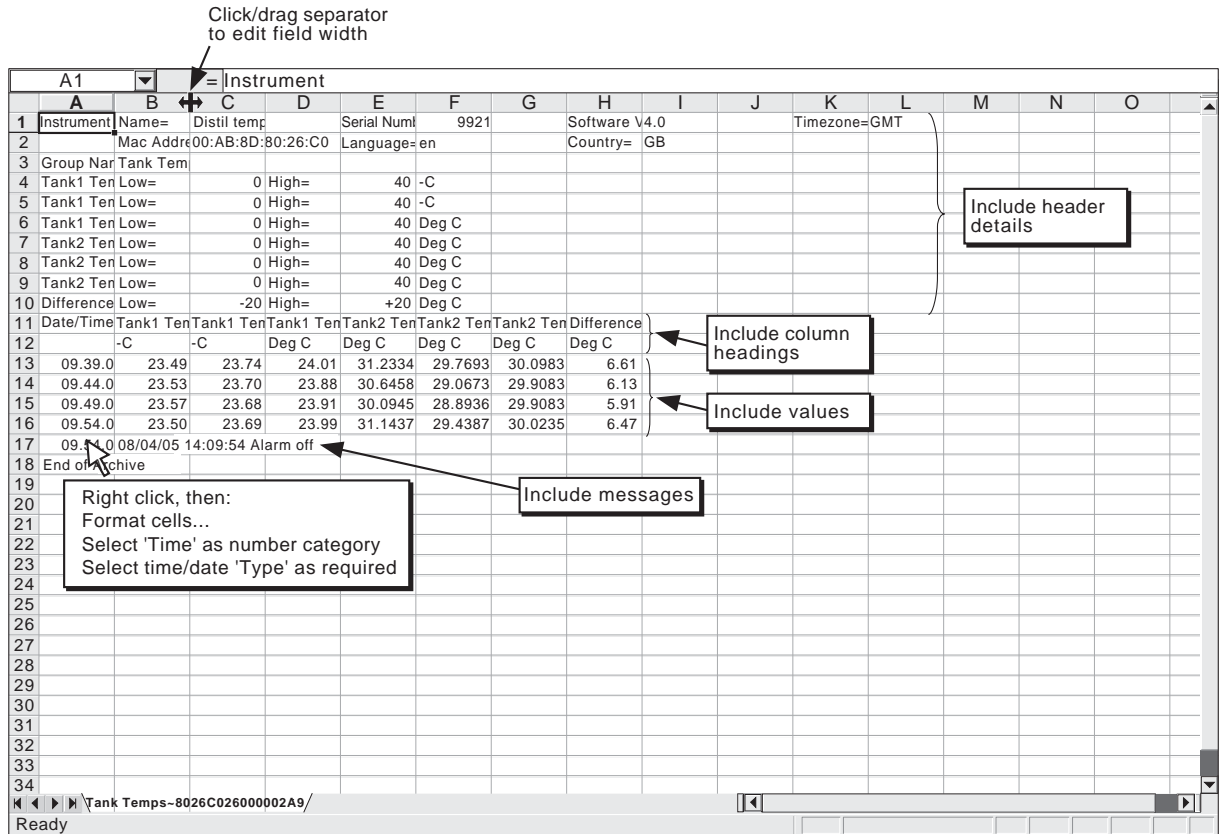 Click/drag separator
to edit field width
A1 = Instrument
A B C D E F G H I J K L M N O
1 Instrument Name= Distil temp Serial Numb 9921 Software V 4.0 Timezone= GMT
2 Mac Addre 00:AB:8D:80:26:C0 Language= en Country= GB
3 Group Nar Tank Tem
4 Tank1 Ten Low= 0 High= 40 -C
5 Tank1 Ten Low= 0 High= 40 -C
6 Tank1 Ten Low= 0 High= 40 Deg C
7 Tank2 Ten Low= 0 High= 40 Deg C
8 Tank2 Ten Low= 0 High= 40 Deg C
9 Tank2 Ten Low= 0 High= 40 Deg C
10 Difference Low= -20 High= +20 Deg C
Include header
details
11 Date/Time Tank1 Ten Tank1 Ten Tank1 Ten Tank2 Ten Tank2 Ten Tank2 Ten Difference
12 -C -C Deg C Deg C Deg C Deg C Deg C
Include column
headings
13 09.39.0 23.49 23.74 24.01 31.2334 29.7693 30.0983 6.61
14 09.44.0 23.53 23.70 23.88 30.6458 29.0673 29.9083 6.13
15 09.49.0 23.57 23.68 23.91 30.0945 28.8936 29.9083 5.91
16 09.54.0 23.50 23.69 23.99 31.1437 29.4387 30.0235 6.47
Include values
17 09.54.0 08/04/05 14:09:54 Alarm off
18 End of Archive
Include messages
19
20
21
22
23
24
Right click, then:
Format cells...
Select 'Time' as number category
Select time/date 'Type' as required
25
26
27
28
29
30
31
32
33
34
Tank Temps~8026C026000002A9
Ready